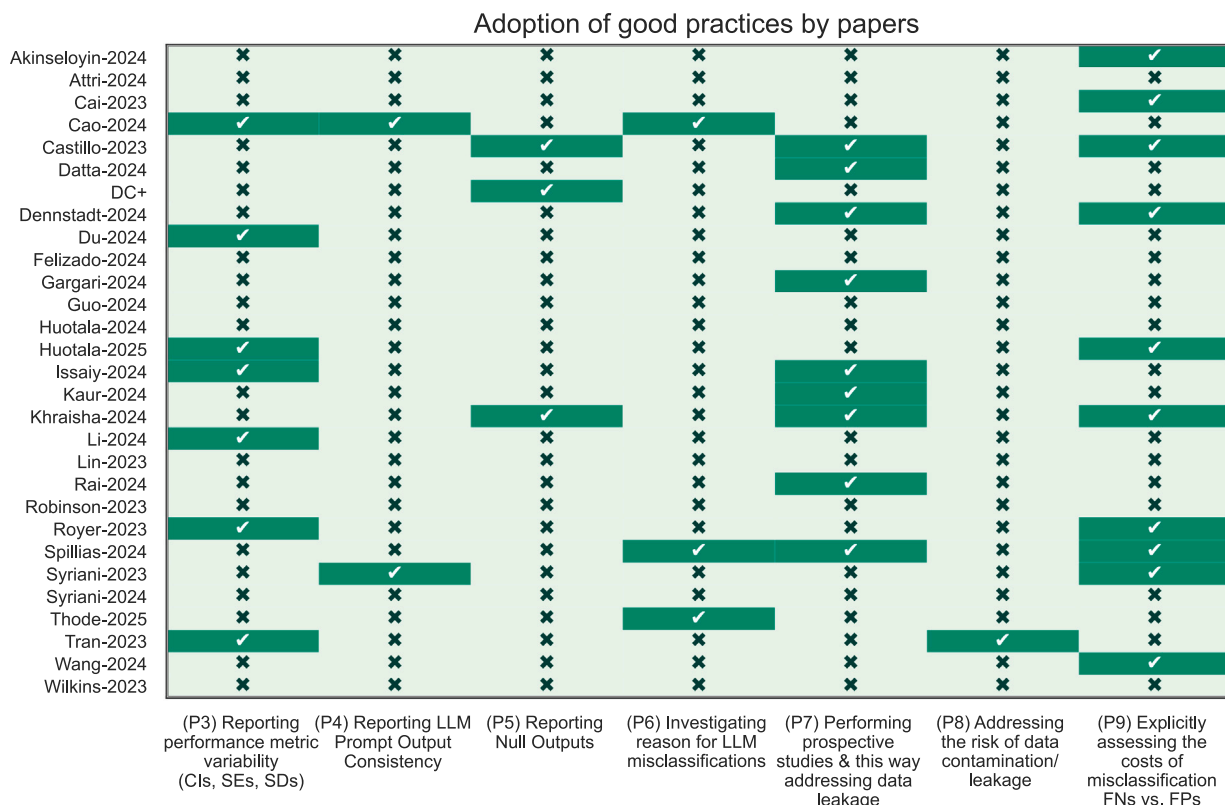 Adoption of good practices by papers
Akinseloyin-2024
Attri-2024
Cai-2023
Cao-2024
Castillo-2023
Datta-2024
DC+
Dennstadt-2024
Du-2024
Felizado-2024
Gargari-2024
Guo-2024
Huotala-2024
Huotala-2025
Issaiy-2024
Kaur-2024
Khraisha-2024
Li-2024
Lin-2023
Rai-2024
Robinson-2023
Royer-2023
Spillias-2024
Syriani-2023
Syriani-2024
Thode-2025
Tran-2023
Wang-2024
Wilkins-2023
(P3) Reporting
performance metric
variability
(CIs, SEs, SDs)
(P4) Reporting LLM
Prompt Output
Consistency
(P5) Reporting
Null Outputs
(P6) Investigating
reason for LLM
misclassifications
(P7) Performing
prospective
studies & this way
addressing data
leakage
(P8) Addressing
the risk of data
contamination/
leakage
(P9) Explicitly
assessing the
costs of
misclassification
FNs vs. FPs